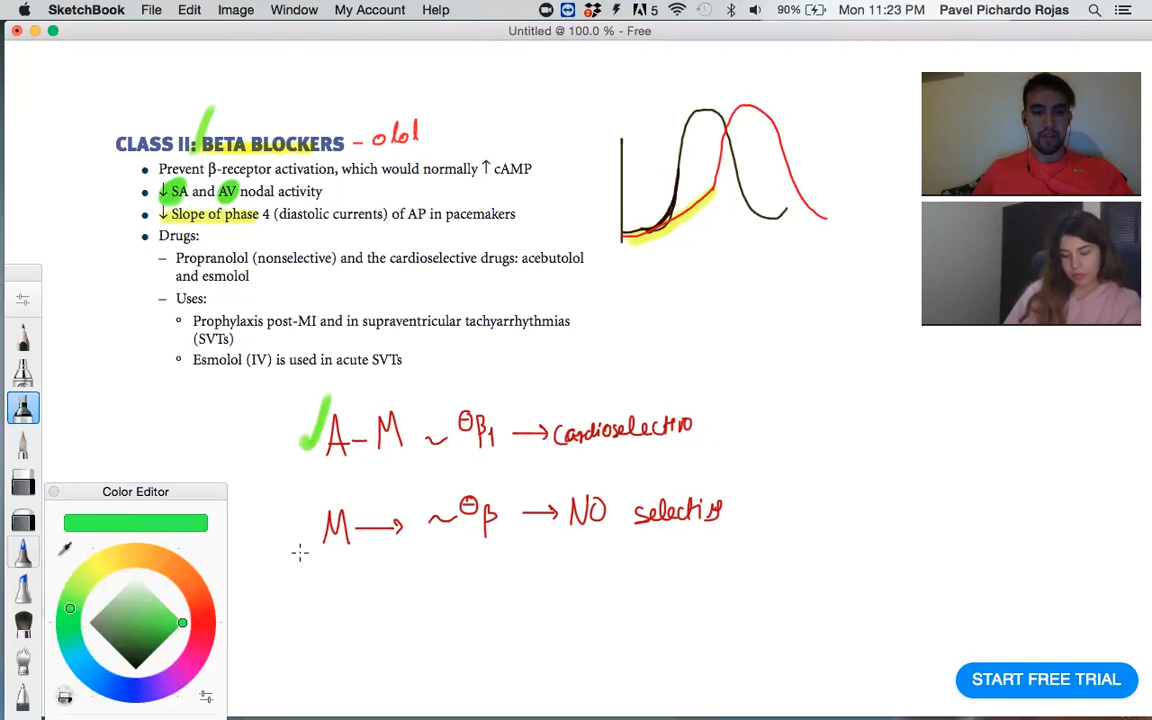 SketchBook File Edit Image Window My Account Help 5 90% Mon 11:23 PM Pavel Pichardo Rojas
Untitled @ 100.0 % - Free
CLASS II: BETA BLOCKERS - olol
• Prevent β-receptor activation, which would normally ↑ cAMP
• ↓ SA and AV nodal activity
• ↓ Slope of phase 4 (diastolic currents) of AP in pacemakers
• Drugs:
– Propranolol (nonselective) and the cardioselective drugs: acebutolol
and esmolol
– Uses:
° Prophylaxis post-MI and in supraventricular tachyarrhythmias
(SVTs)
° Esmolol (IV) is used in acute SVTs
A-M ~ ⊖β1 → Cardioselectivo
M → ~ ⊖β → NO
Color Editor
START FREE TRIAL